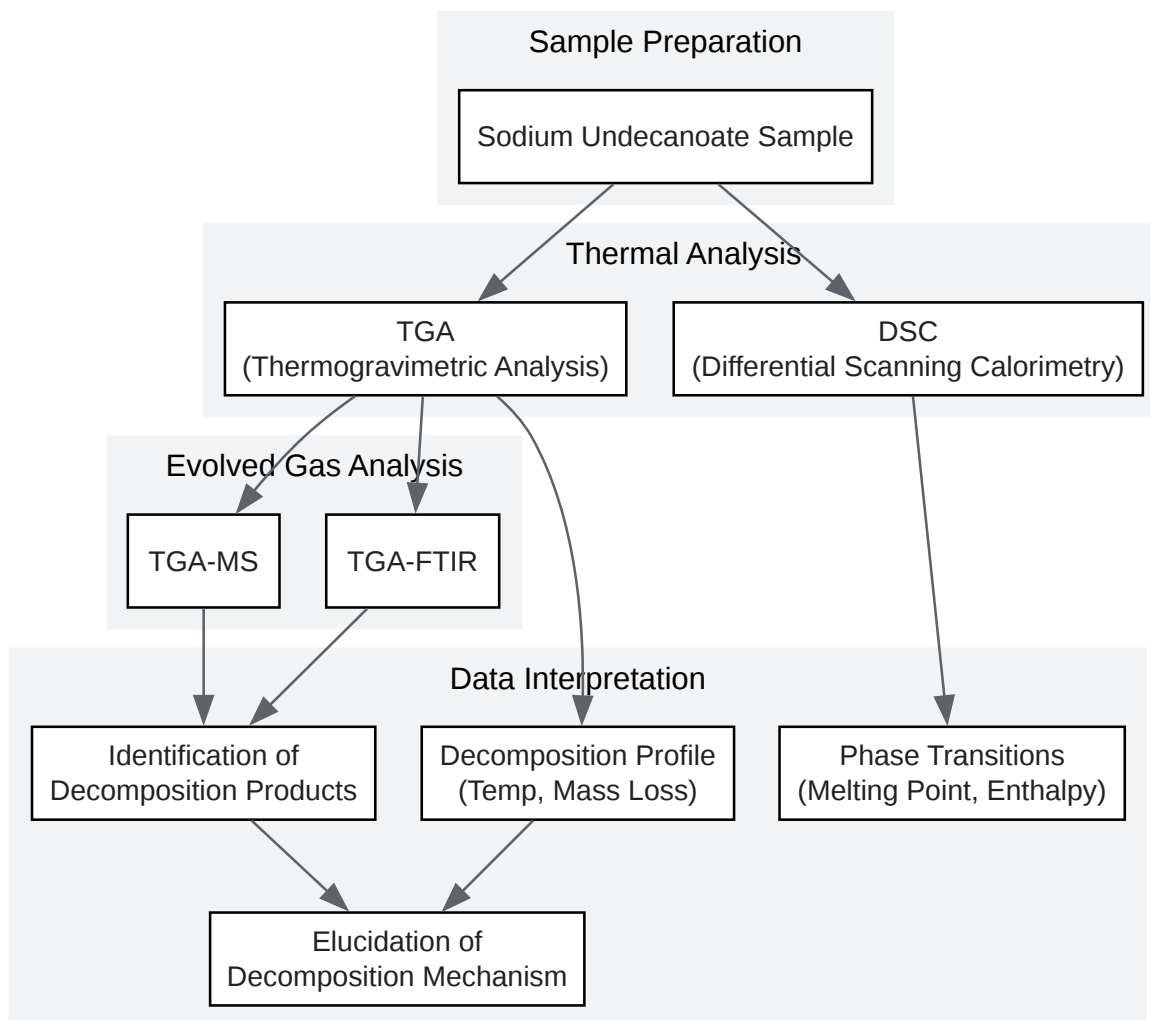 Sample Preparation
Sodium Undecanoate Sample
Thermal Analysis
TGA
(Thermogravimetric Analysis)
DSC
(Differential Scanning Calorimetry)
Evolved Gas Analysis
TGA-MS
TGA-FTIR
Data Interpretation
Identification of
Decomposition Products
Decomposition Profile
(Temp, Mass Loss)
Phase Transitions
(Melting Point, Enthalpy)
Elucidation of
Decomposition Mechanism